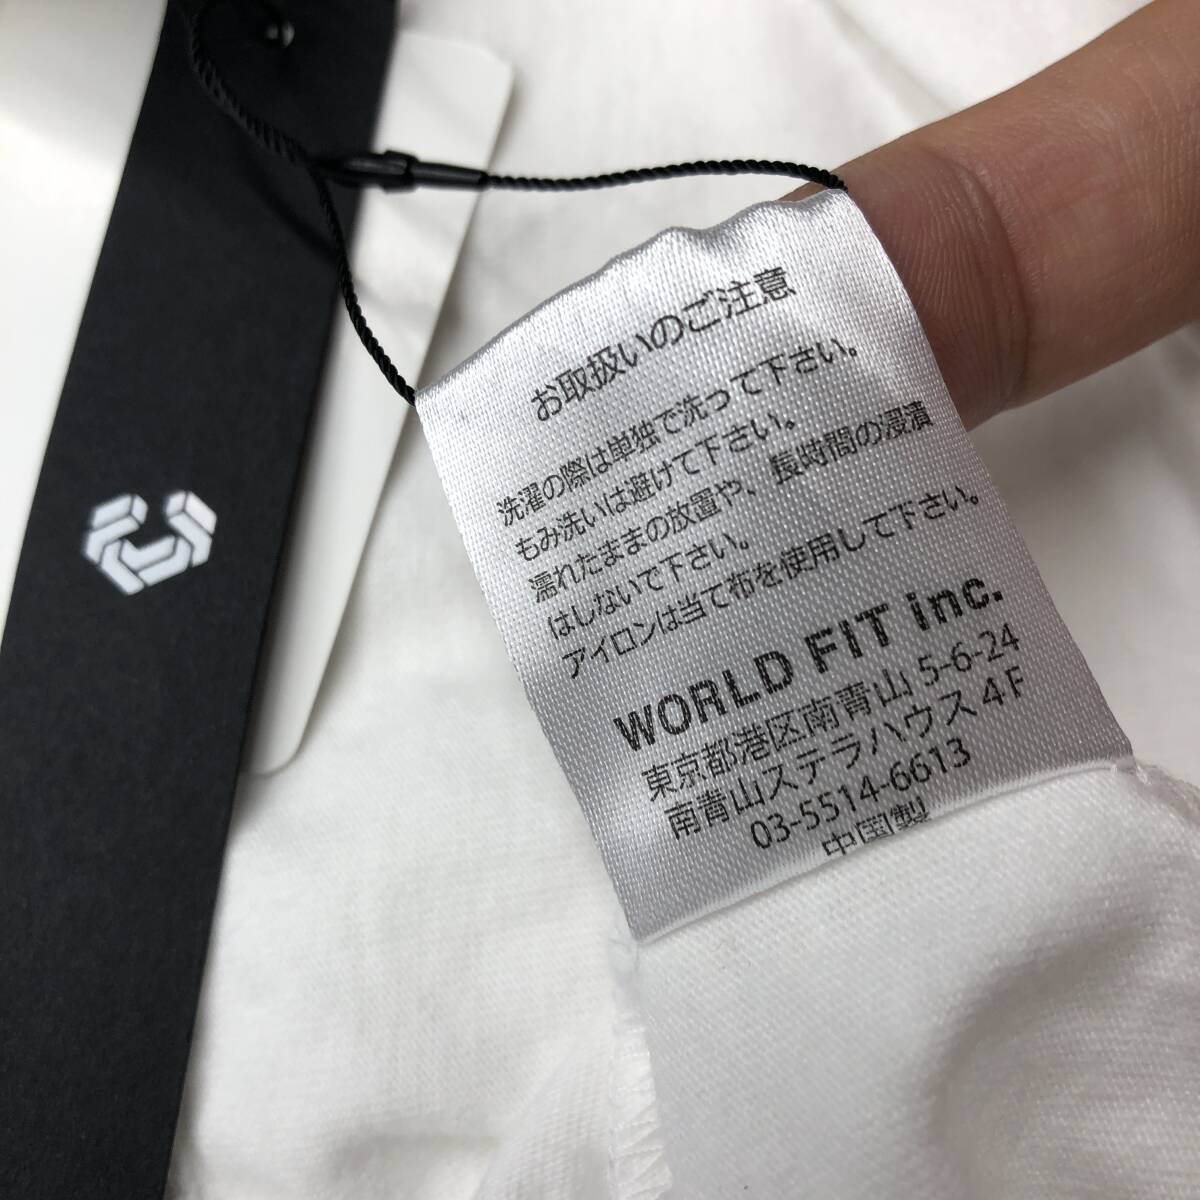 お取扱いのご注意
洗濯の際は単独で洗って下さい。
もみ洗いは避けて下さい。
濡れたままの放置や、長時間の浸漬
はしないで下さい。
アイロンは当て布を使用して下さい。
WORLD FIT inc.
東京都港区南青山 5-6-24
南青山ステラハウス 4 F
03-5514-6613
中国製